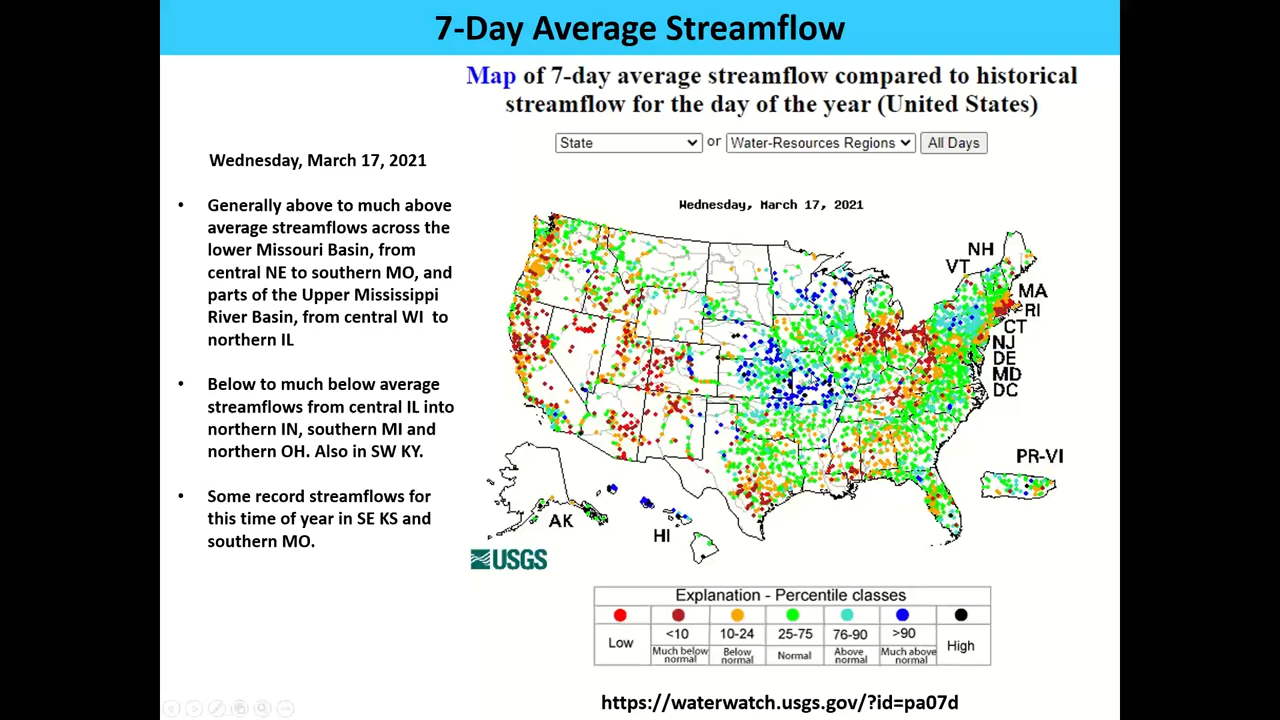 7-Day Average Streamflow
Map of 7-day average streamflow compared to historical
streamflow for the day of the year (United States)
State or Water-Resources Regions All Days
Wednesday, March 17, 2021
• Generally above to much above
average streamflows across the
lower Missouri Basin, from
central NE to southern MO, and
parts of the Upper Mississippi
River Basin, from central WI to
northern IL
• Below to much below average
streamflows from central IL into
northern IN, southern MI and
northern OH. Also in SW KY.
• Some record streamflows for
this time of year in SE KS and
southern MO.
Wednesday, March 17, 2021
NH
VT
MA
RI
CT
NJ
DE
MD
DC
PR-VI
AK
HI
USGS
Explanation - Percentile classes
Low <10 10-24 25-75 76-90 >90 High
Much below normal Below normal Normal Above normal Much above normal
https://waterwatch.usgs.gov/?id=pa07d